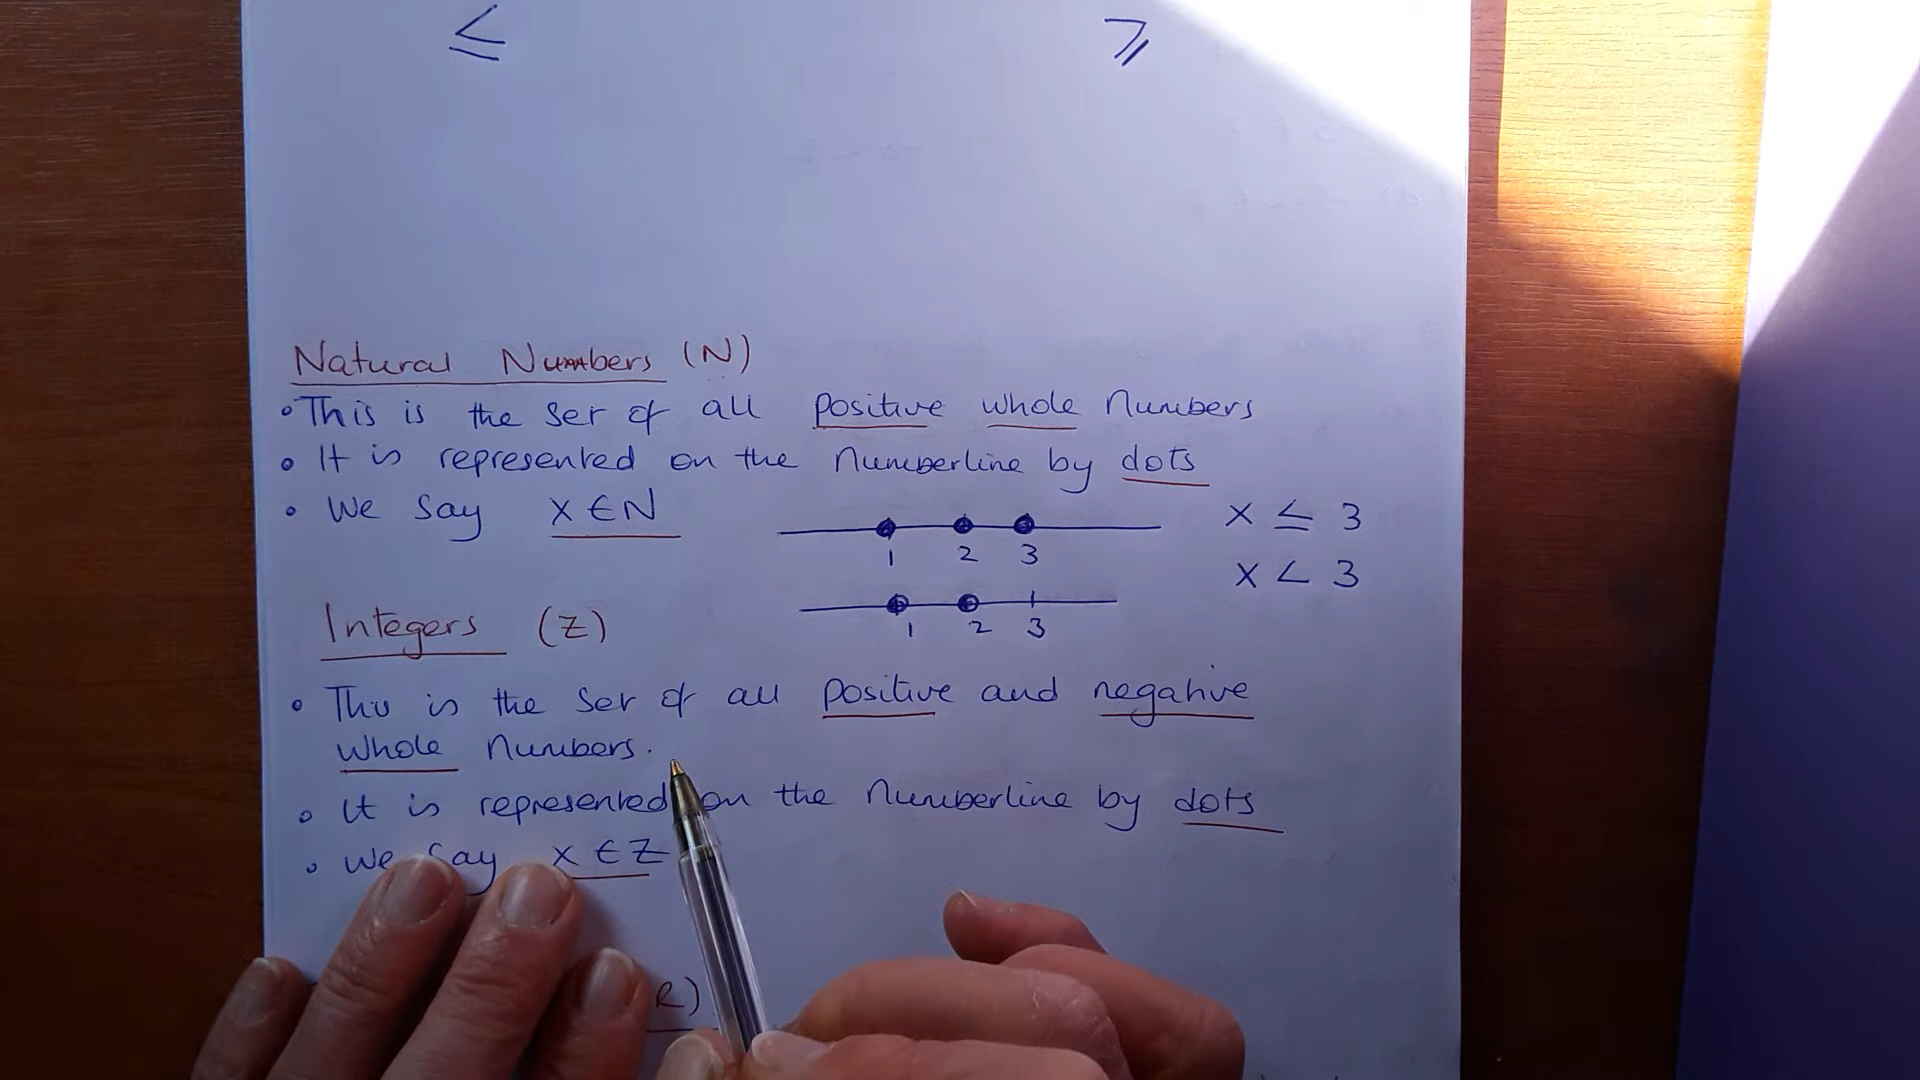 ≤ ≥
Natural Numbers (N)
• This is the set of all positive whole Numbers
• It is represented on the Numberline by dots
• We say x ∈ N
1 2 3
x ≤ 3
x < 3
1 2 3
Integers (Z)
• This is the set of all positive and negative
whole Numbers.
• It is represented on the Numberline by dots
• We say x ∈ Z
R)